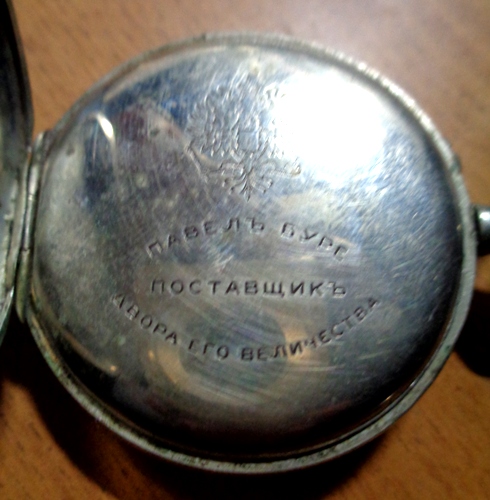 ПАВЕЛЪ БУРЕ
ПОСТАВЩИКЪ
ДВОРА ЕГО ВЕЛИЧЕСТВА